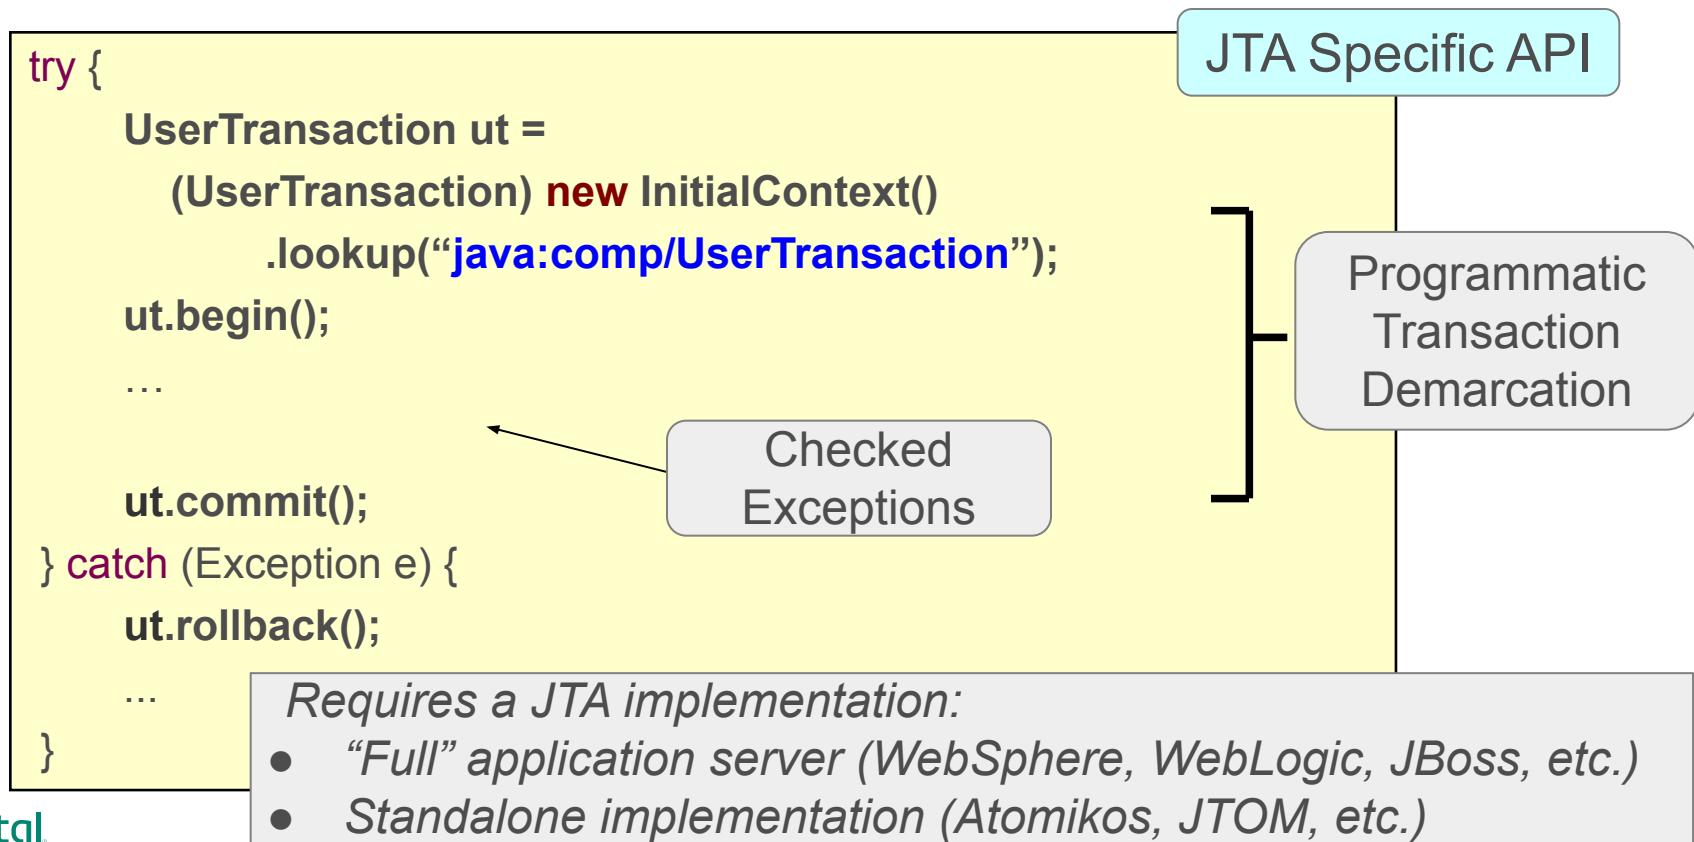 JTA Specific API
try {
UserTransaction ut =
(UserTransaction) new InitialContext()
.lookup(“java:comp/UserTransaction”);
ut.begin();
…
Programmatic
Transaction
Demarcation
Checked
Exceptions
ut.commit();
} catch (Exception e) {
ut.rollback();
...
}
Requires a JTA implementation:
● “Full” application server (WebSphere, WebLogic, JBoss, etc.)
● Standalone implementation (Atomikos, JTOM, etc.)